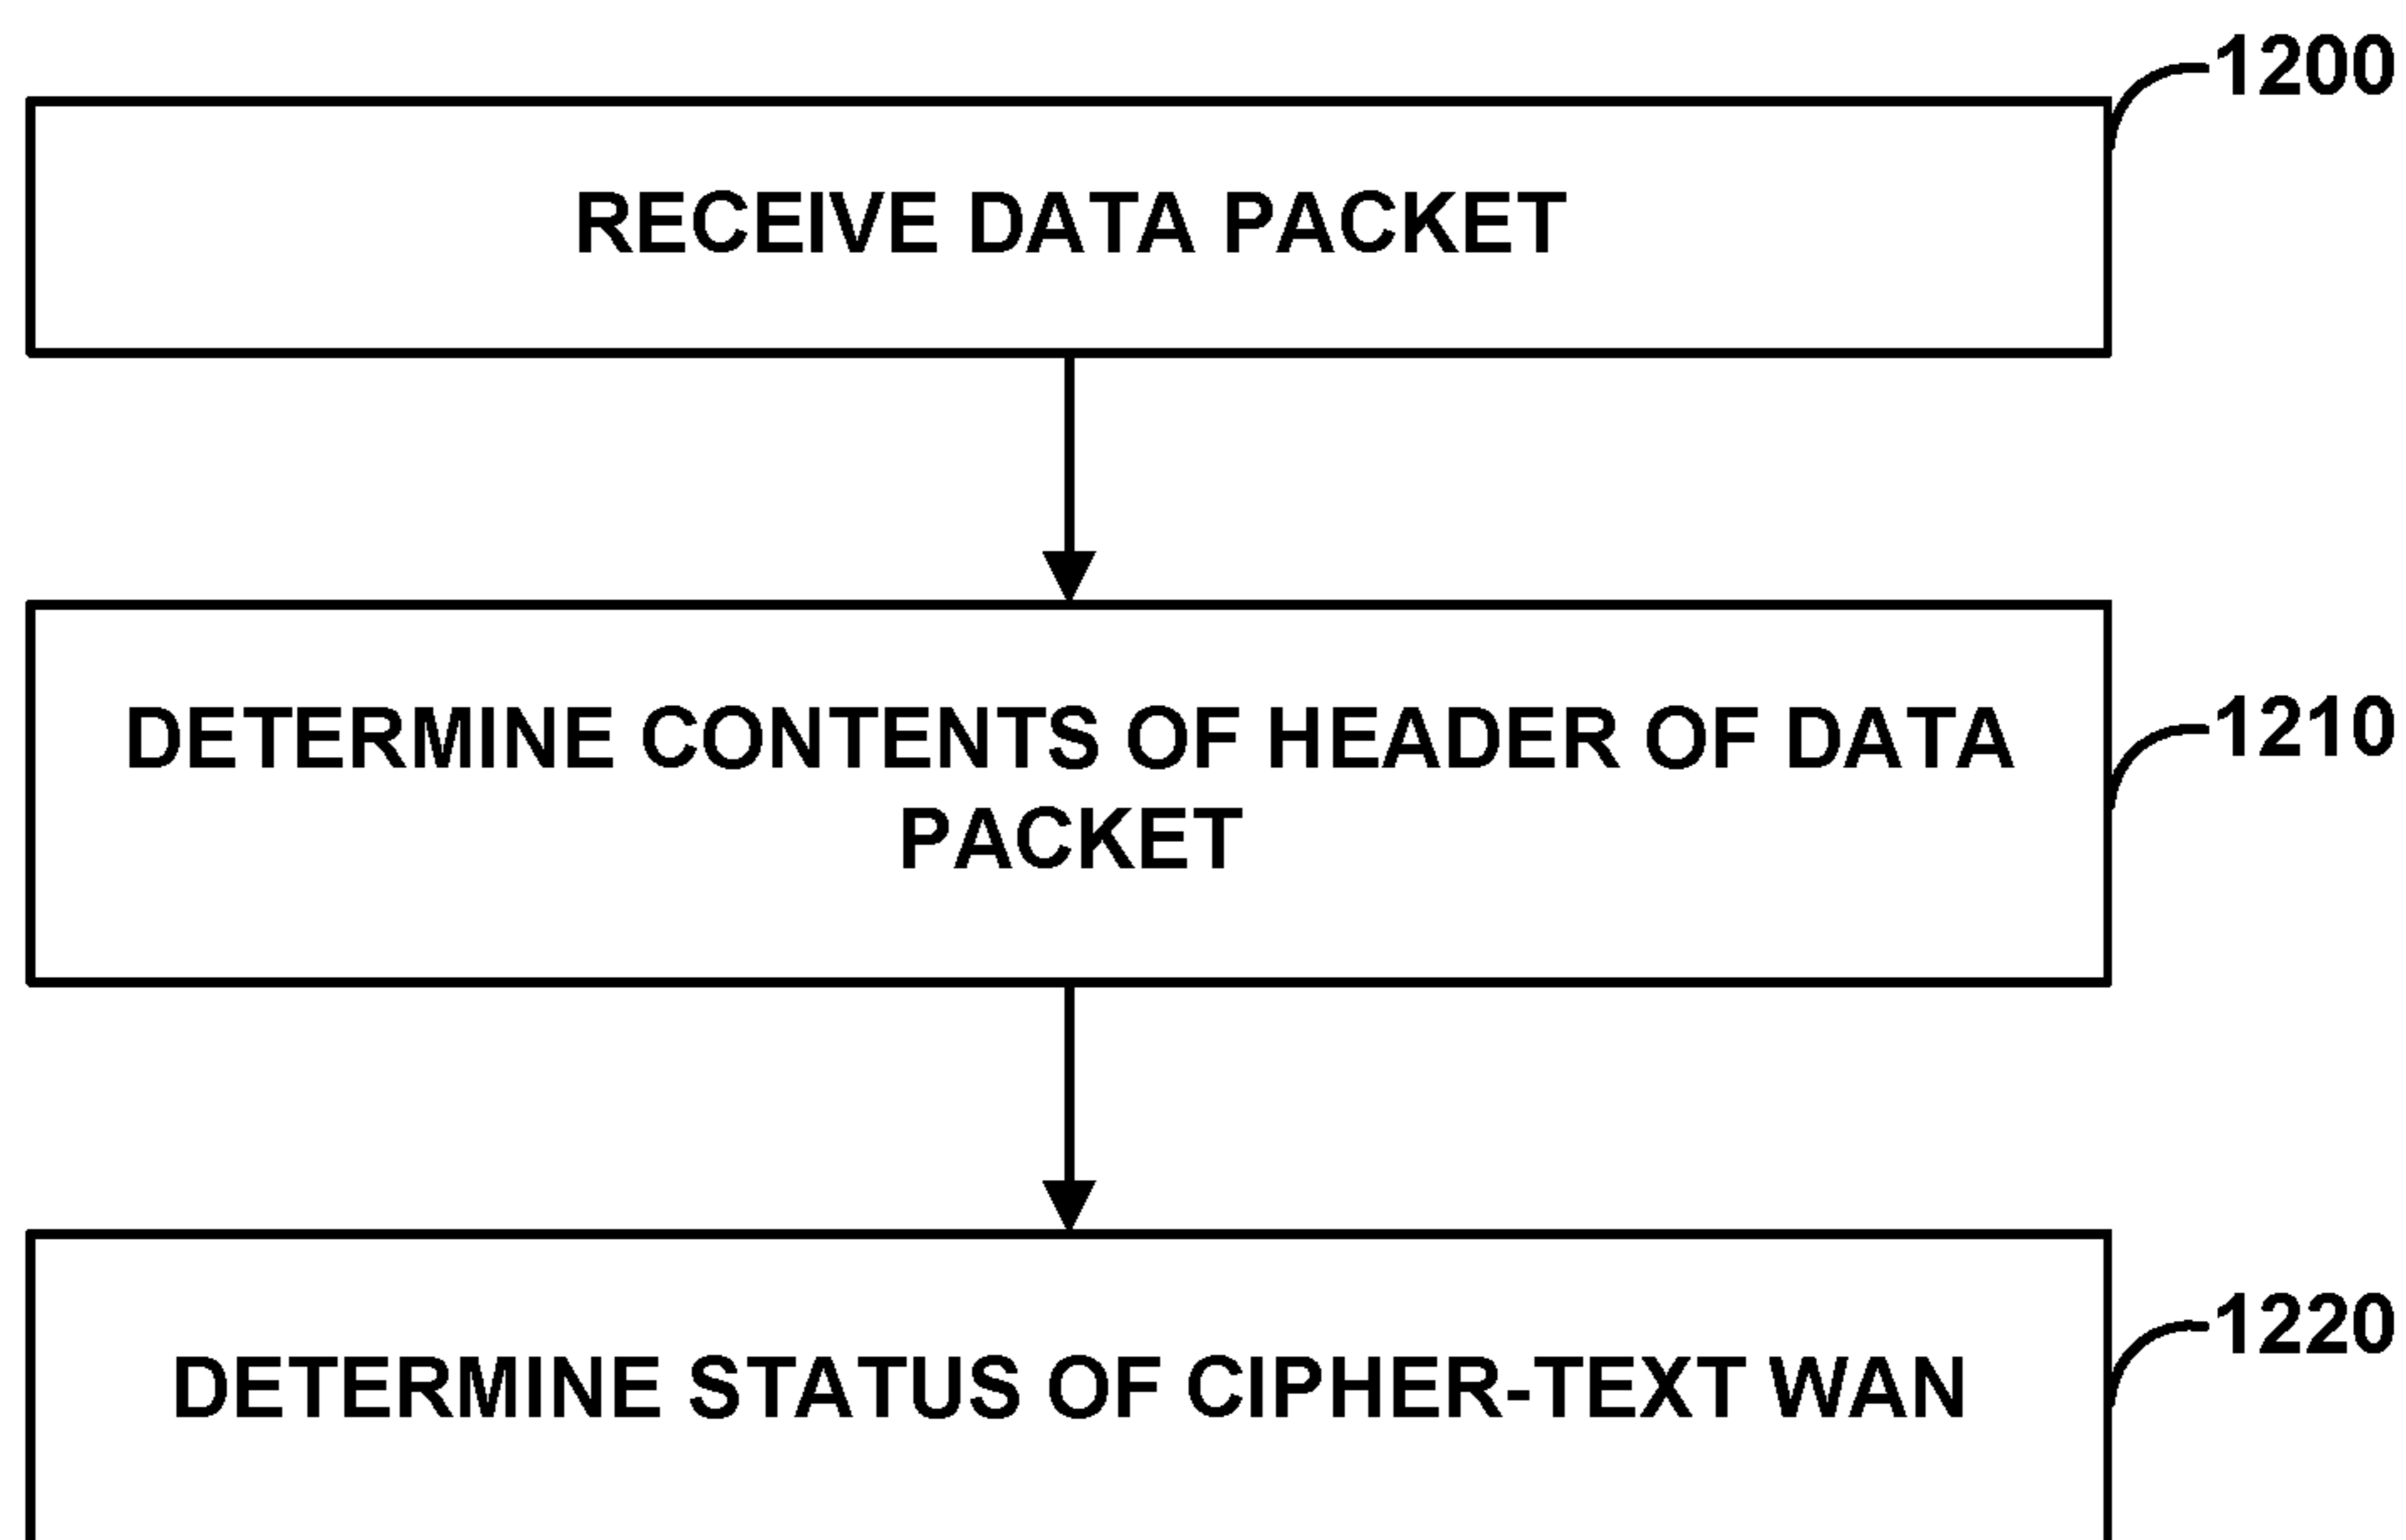 1200
RECEIVE DATA PACKET
DETERMINE CONTENTS OF HEADER OF DATA
PACKET
1210
DETERMINE STATUS OF CIPHER-TEXT WAN
1220